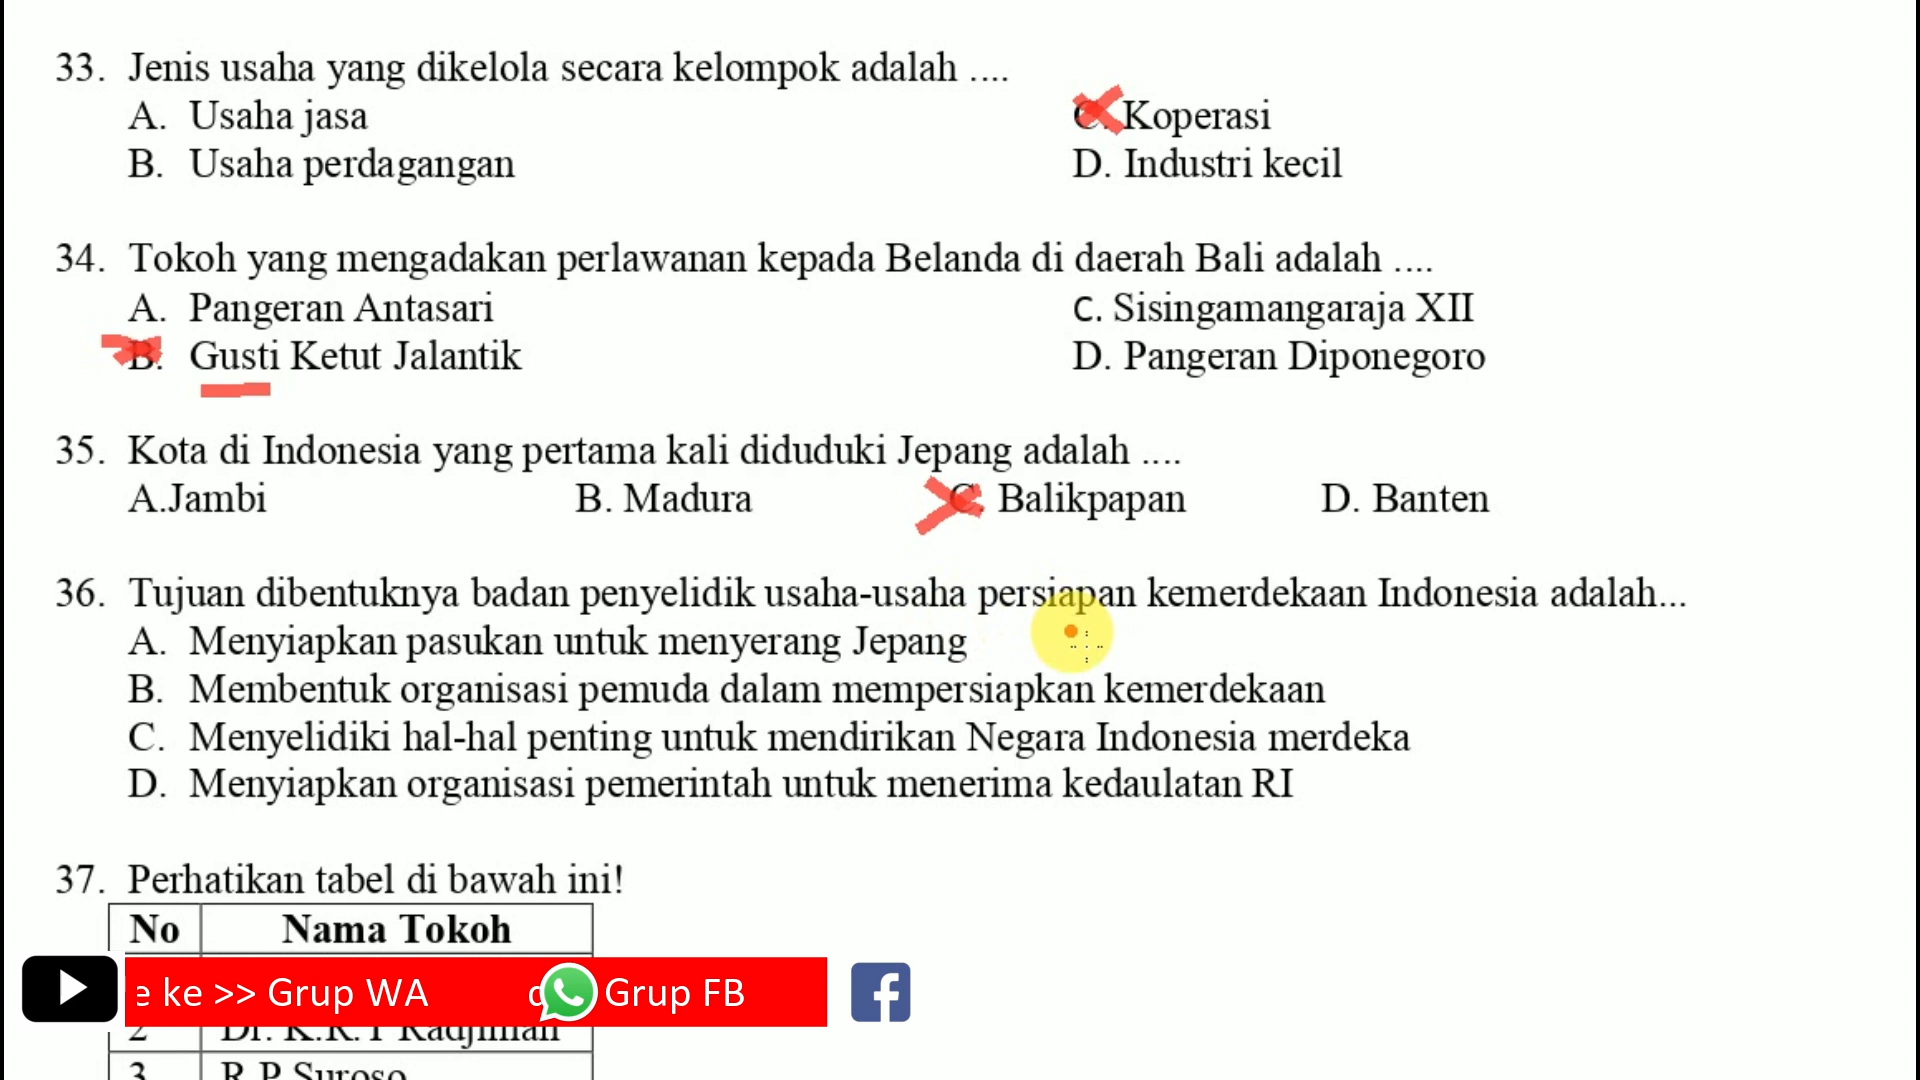 33. Jenis usaha yang dikelola secara kelompok adalah ....
A. Usaha jasa
C. Koperasi
B. Usaha perdagangan
D. Industri kecil
34. Tokoh yang mengadakan perlawanan kepada Belanda di daerah Bali adalah ....
A. Pangeran Antasari
C. Sisingamangaraja XII
B. Gusti Ketut Jalantik
D. Pangeran Diponegoro
35. Kota di Indonesia yang pertama kali diduduki Jepang adalah ....
A.Jambi B. Madura C. Balikpapan D. Banten
36. Tujuan dibentuknya badan penyelidik usaha-usaha persiapan kemerdekaan Indonesia adalah...
A. Menyiapkan pasukan untuk menyerang Jepang
B. Membentuk organisasi pemuda dalam mempersiapkan kemerdekaan
C. Menyelidiki hal-hal penting untuk mendirikan Negara Indonesia merdeka
D. Menyiapkan organisasi pemerintah untuk menerima kedaulatan RI
37. Perhatikan tabel di bawah ini!
No Nama Tokoh
e ke >> Grup WA d Grup FB
2 Dr. K.R.T Radjiman
3 R.P Suroso